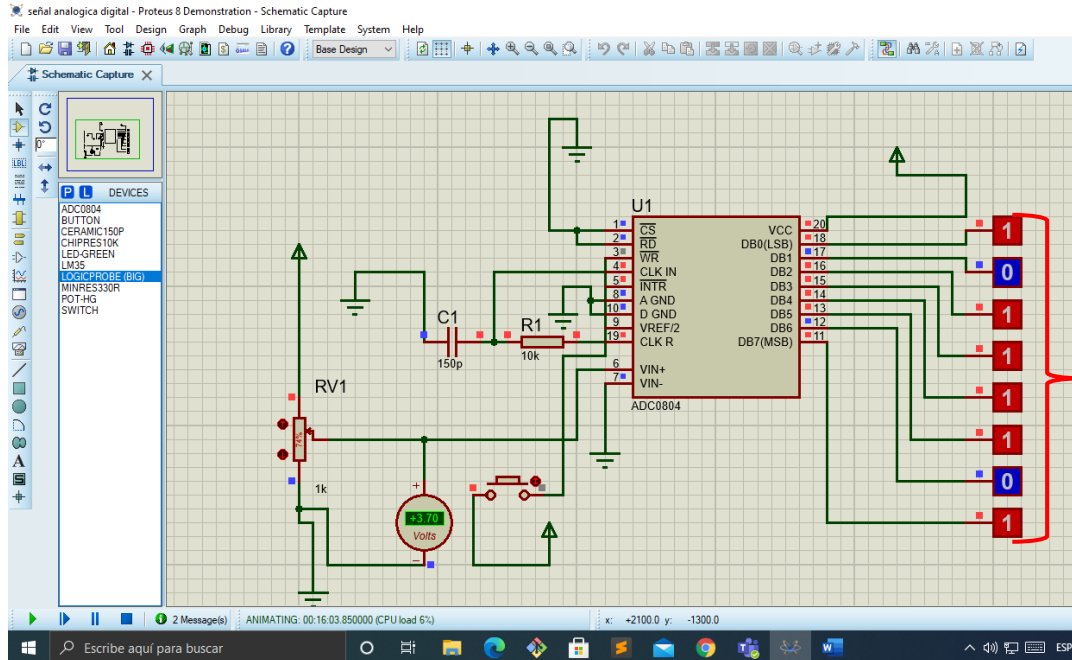 señal analogica digital - Proteus 8 Demonstration - Schematic Capture
File Edit View Tool Design Graph Debug Library Template System Help
Base Design
Schematic Capture
0°
LBL
P L DEVICES
ADC0804
BUTTON
CERAMIC150P
CHIPRES10K
LED-GREEN
LM35
LOGICPROBE (BIG)
MINRES330R
POT-HG
SWITCH
A
S
U1
1 CS VCC 20
2 RD DB0(LSB) 18
3 WR DB1 17
4 CLK IN DB2 16
5 INTR DB3 15
8 A GND DB4 14
10 D GND DB5 13
9 VREF/2 DB6 12
19 CLK R DB7(MSB) 11
6 VIN+
7 VIN-
ADC0804
C1
150p
R1
10k
RV1
74%
1k
+
+3.70
Volts
−
1
0
1
1
1
1
0
1
2 Message(s) ANIMATING: 00:16:03.850000 (CPU load 6%) x: +2100.0 y: -1300.0
Escribe aquí para buscar ESP